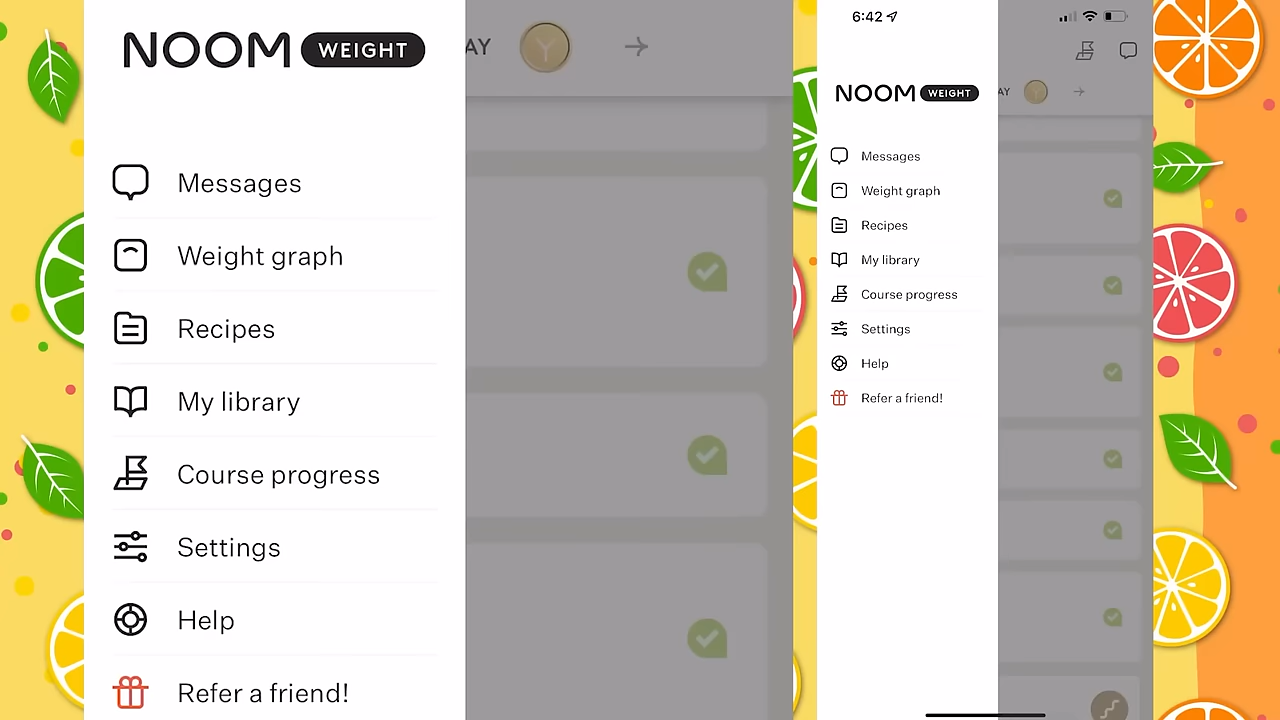 NOOM WEIGHT
AY
Y
Messages
Weight graph
Recipes
My library
Course progress
Settings
Help
Refer a friend!
6:42
NOOM WEIGHT
AY
Messages
Weight graph
Recipes
My library
Course progress
Settings
Help
Refer a friend!